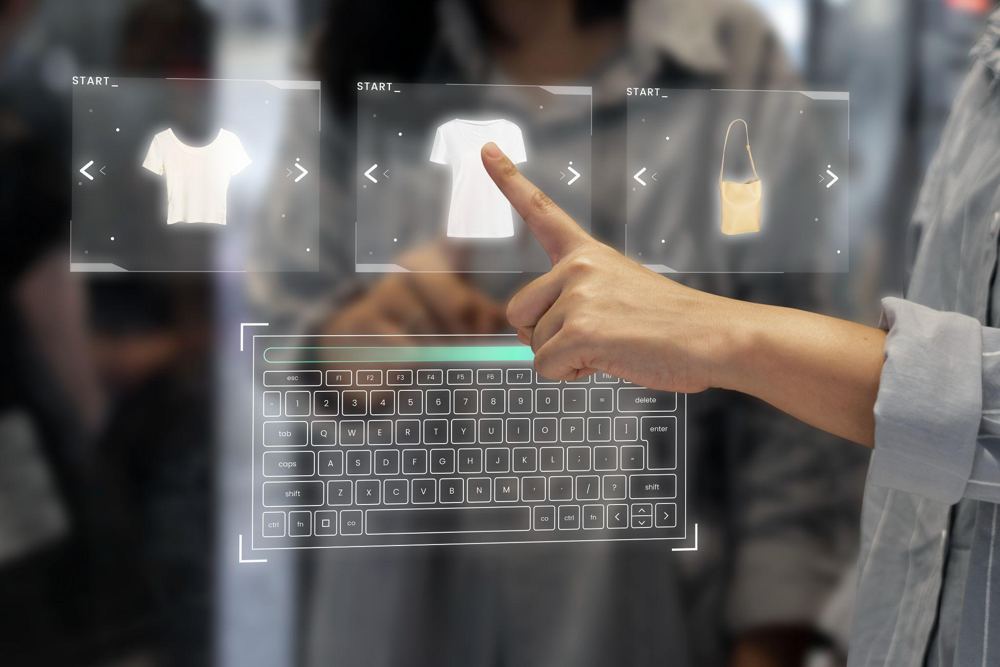 START_ START_ START_
< < > > < < > > < < > >
esc F1 F2 F3 F4 F5 F6 F7 F10
~ 1 2 3 4 5 6 7 8 9 0 - = delete
tab Q W E R T Y U I O P [ ] enter
caps A S D F G H J K L ; ‘ “
shift Z X C V B N M , . / ? shift
ctrl fn co co ctrl fn < >